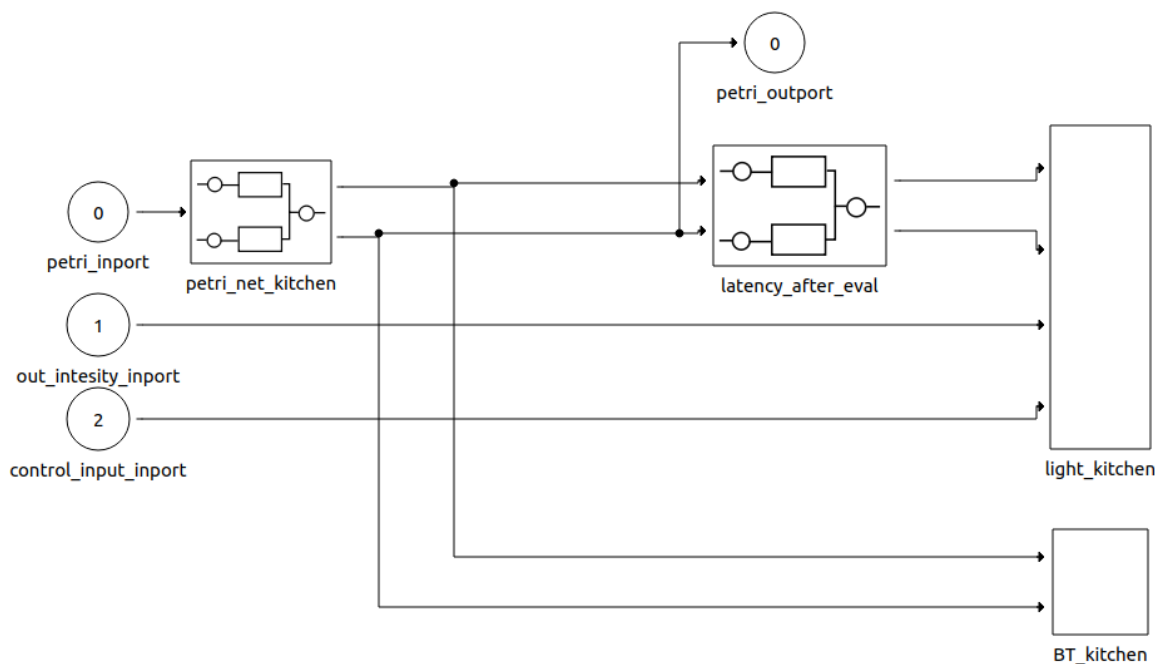 0
petri_outport
0
petri_inport
petri_net_kitchen
latency_after_eval
1
out_intesity_inport
2
control_input_inport
light_kitchen
BT_kitchen